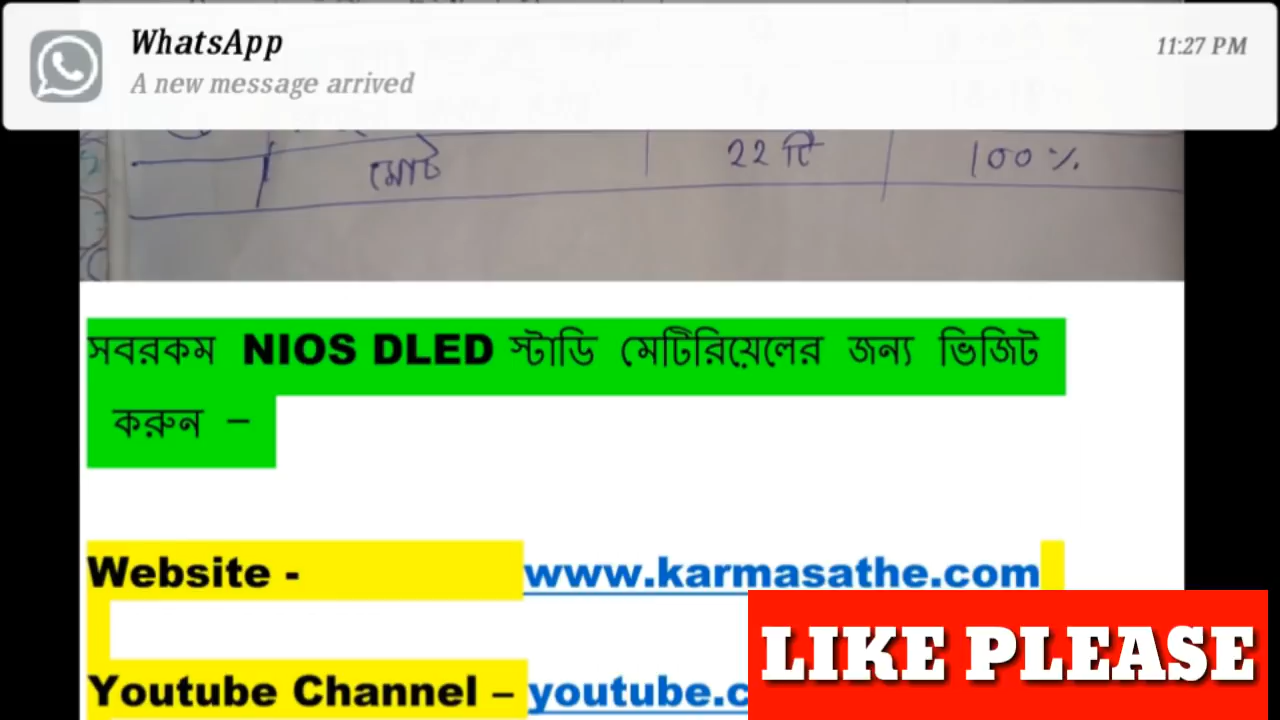 WhatsApp
11:27 PM
A new message arrived
মোট 22 টি 100%
সবরকম NIOS DLED স্টাডি মেটিরিয়েলের জন্য ভিজিট
করুন –
Website - www.karmasathe.com
Youtube Channel – youtube.c
LIKE PLEASE